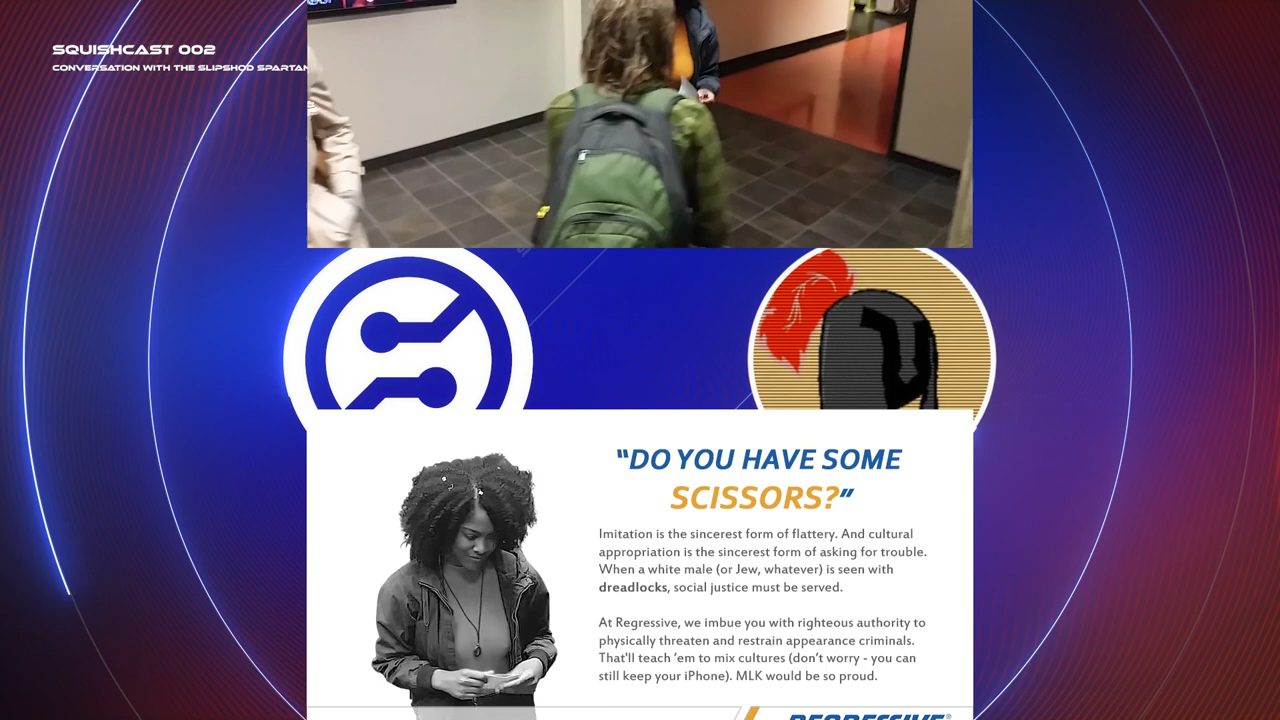 SQUISHCAST 002
CONVERSATION WITH THE SLIPSHOD SPARTAN
"DO YOU HAVE SOME
SCISSORS?"
Imitation is the sincerest form of flattery. And cultural
appropriation is the sincerest form of asking for trouble.
When a white male (or Jew, whatever) is seen with
dreadlocks, social justice must be served.
At Regressive, we imbue you with righteous authority to
physically threaten and restrain appearance criminals.
That'll teach 'em to mix cultures (don't worry - you can
still keep your iPhone). MLK would be so proud.
REGRESSIVE®